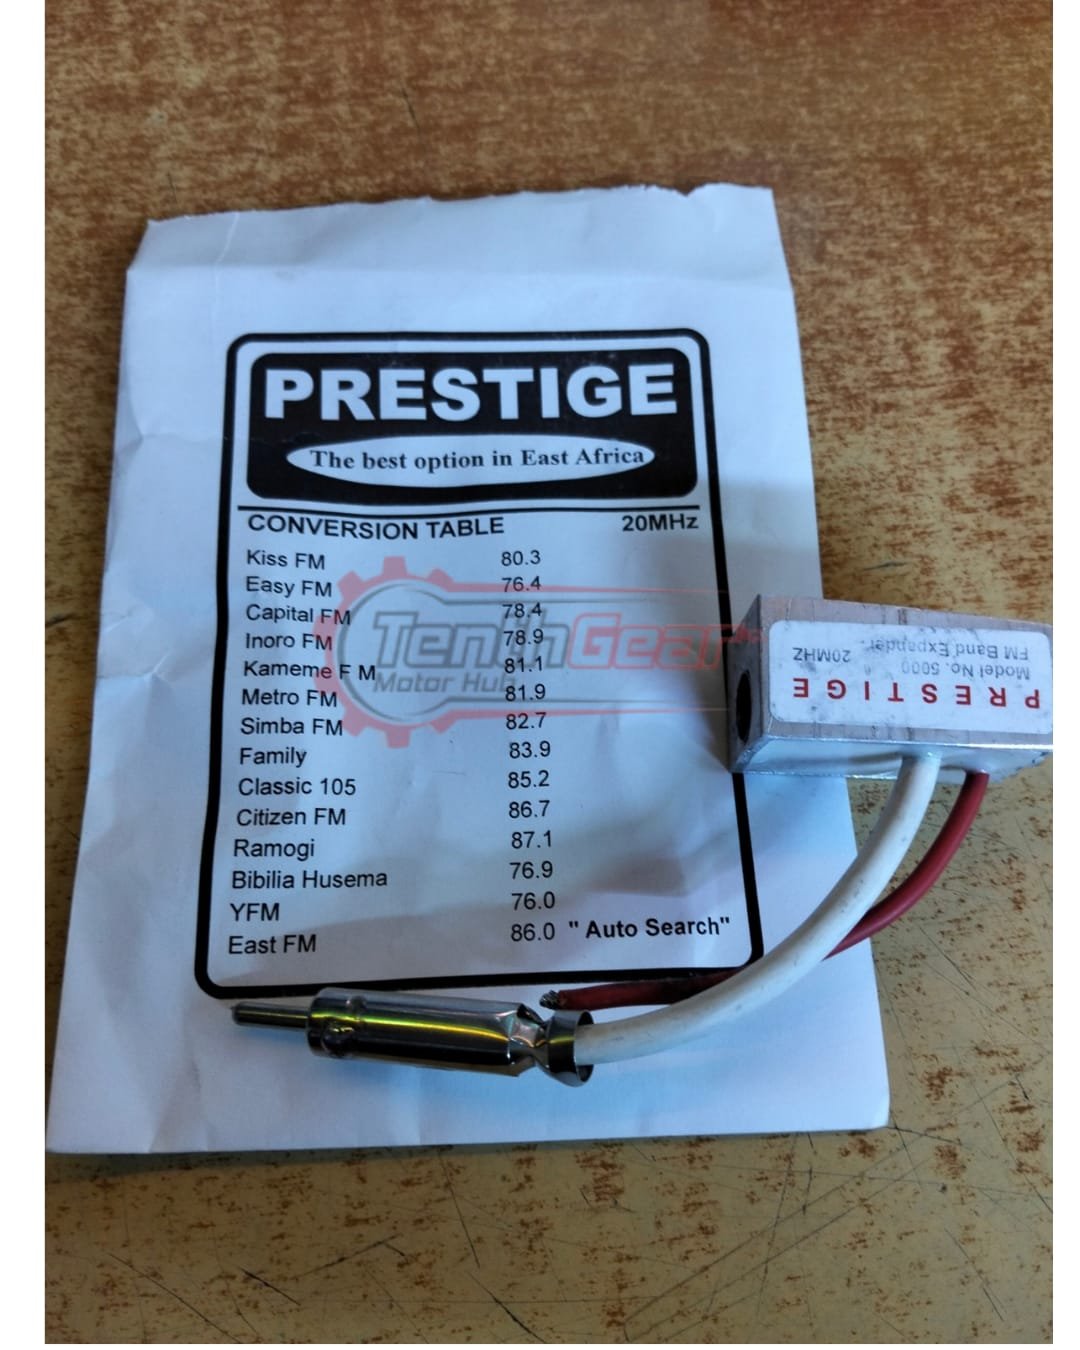 PRESTIGE
The best option in East Africa
CONVERSION TABLE 20MHz
Kiss FM 80.3
Easy FM 76.4
Capital FM 78.4
Inoro FM 78.9
Kameme F M 81.1
Metro FM 81.9
Simba FM 82.7
Family 83.9
Classic 105 85.2
Citizen FM 86.7
Ramogi 87.1
Bibilia Husema 76.9
YFM 76.0
East FM 86.0 " Auto Search"
TenthGear
Motor Hub
PRESTIGE
Model No. 5000
FM Band Expander. 20MHZ